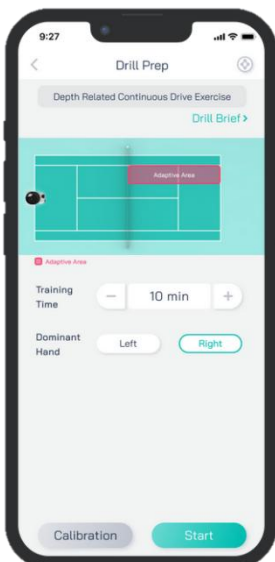 9:27
Drill Prep
Depth Related Continuous Drive Exercise
Drill Brief >
Adaptive Area
Adaptive Area
Training
Time
− 10 min +
Dominant
Hand
Left Right
Calibration Start